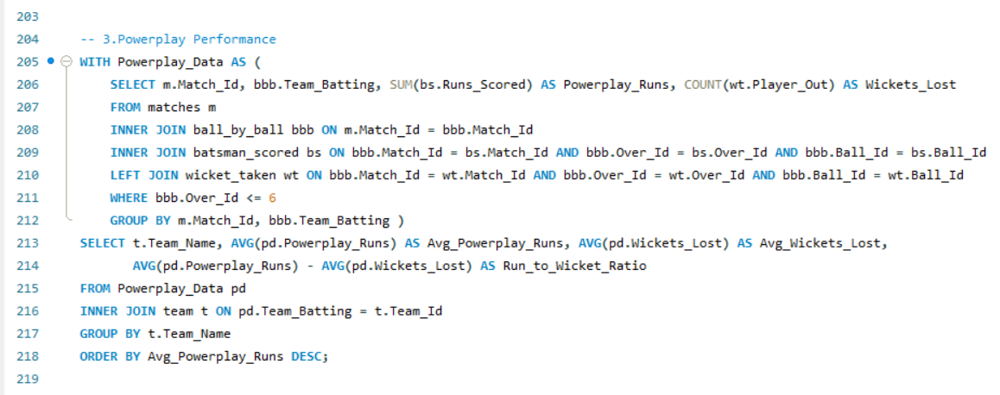 203
204 -- 3.Powerplay Performance
205 WITH Powerplay_Data AS (
206 SELECT m.Match_Id, bbb.Team_Batting, SUM(bs.Runs_Scored) AS Powerplay_Runs, COUNT(wt.Player_Out) AS Wickets_Lost
207 FROM matches m
208 INNER JOIN ball_by_ball bbb ON m.Match_Id = bbb.Match_Id
209 INNER JOIN batsman_scored bs ON bbb.Match_Id = bs.Match_Id AND bbb.Over_Id = bs.Over_Id AND bbb.Ball_Id = bs.Ball_Id
210 LEFT JOIN wicket_taken wt ON bbb.Match_Id = wt.Match_Id AND bbb.Over_Id = wt.Over_Id AND bbb.Ball_Id = wt.Ball_Id
211 WHERE bbb.Over_Id <= 6
212 GROUP BY m.Match_Id, bbb.Team_Batting )
213 SELECT t.Team_Name, AVG(pd.Powerplay_Runs) AS Avg_Powerplay_Runs, AVG(pd.Wickets_Lost) AS Avg_Wickets_Lost,
214 AVG(pd.Powerplay_Runs) - AVG(pd.Wickets_Lost) AS Run_to_Wicket_Ratio
215 FROM Powerplay_Data pd
216 INNER JOIN team t ON pd.Team_Batting = t.Team_Id
217 GROUP BY t.Team_Name
218 ORDER BY Avg_Powerplay_Runs DESC;
219